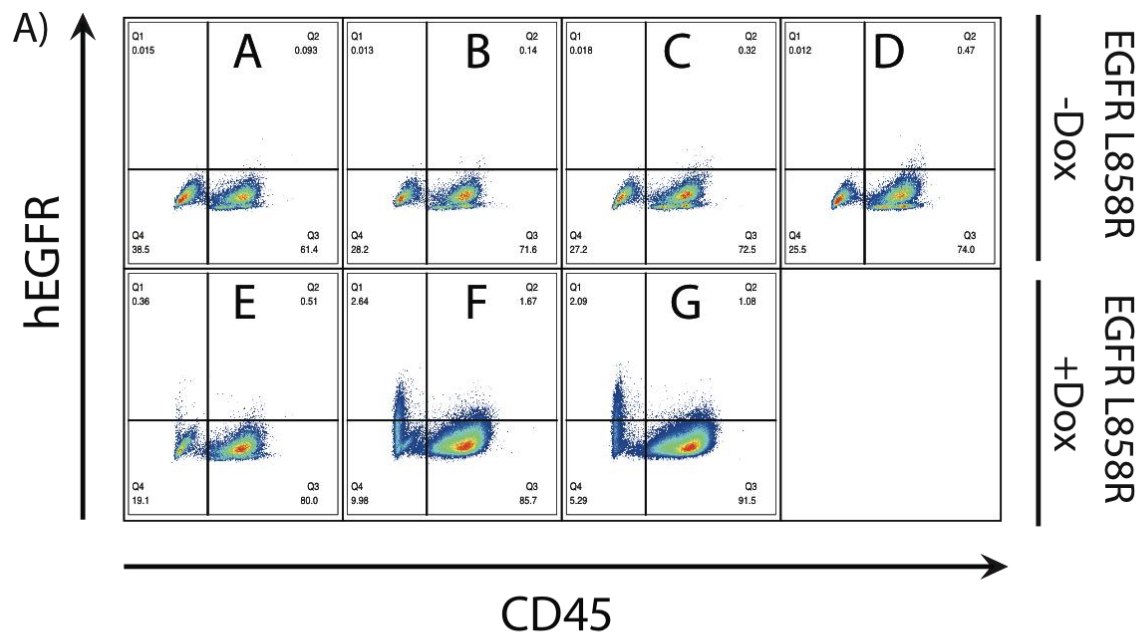 A)
hEGFR
Q1
0.015
A
Q2
0.093
Q4
38.5
Q3
61.4
Q1
0.013
B
Q2
0.14
Q4
28.2
Q3
71.6
Q1
0.018
C
Q2
0.32
Q4
27.2
Q3
72.5
Q1
0.012
D
Q2
0.47
Q4
25.5
Q3
74.0
EGFR L858R
-Dox
Q1
0.36
E
Q2
0.51
Q4
19.1
Q3
80.0
Q1
2.64
F
Q2
1.67
Q4
9.98
Q3
85.7
Q1
2.09
G
Q2
1.08
Q4
5.29
Q3
91.5
EGFR L858R
+Dox
CD45